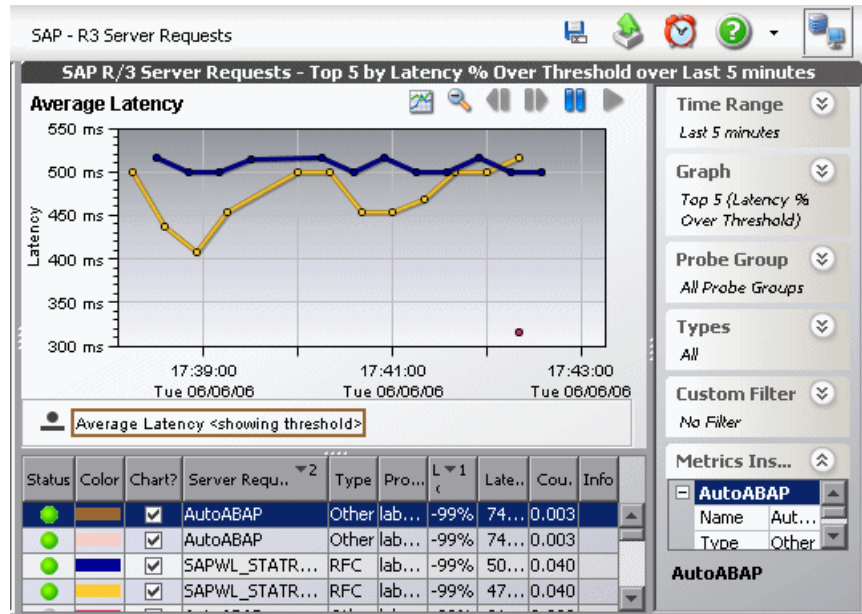 SAP - R3 Server Requests
SAP R/3 Server Requests - Top 5 by Latency % Over Threshold over Last 5 minutes
Average Latency
550 ms
500 ms
450 ms
400 ms
350 ms
300 ms
Latency
17:39:00
Tue 06/06/06
17:41:00
Tue 06/06/06
17:43:00
Tue 06/06/06
Average Latency <showing threshold>
Time Range
Last 5 minutes
Graph
Top 5 (Latency %
Over Threshold)
Probe Group
All Probe Groups
Types
All
Custom Filter
No Filter
Metrics Ins...
AutoABAP
Name Aut...
Type Other
AutoABAP
Status Color Chart? Server Requ.. 2 Type Pro... L 1 Late.. Cou. Info
AutoABAP Other lab... -99% 74... 0.003
AutoABAP Other lab... -99% 74... 0.003
SAPWL_STATR... RFC lab... -99% 50... 0.040
SAPWL_STATR... RFC lab... -99% 47... 0.040